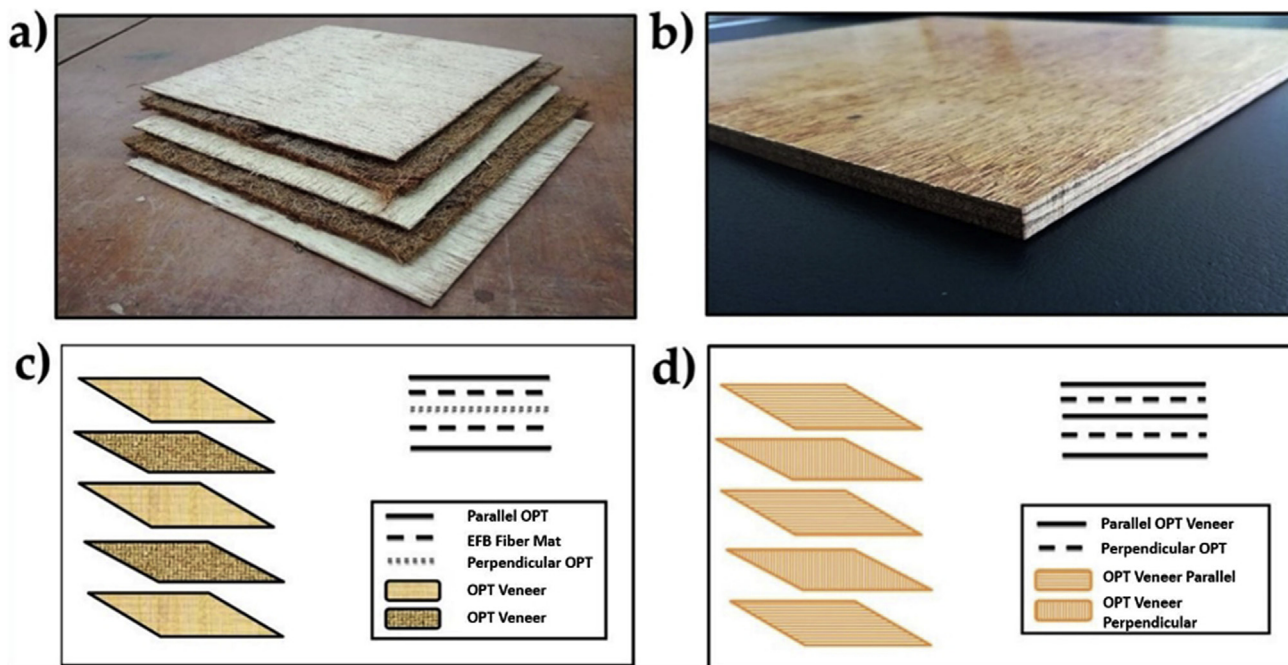 a)
b)
c)
Parallel OPT
EFB Fiber Mat
Perpendicular OPT
OPT Veneer
OPT Veneer
d)
Parallel OPT Veneer
Perpendicular OPT
OPT Veneer Parallel
OPT Veneer
Perpendicular